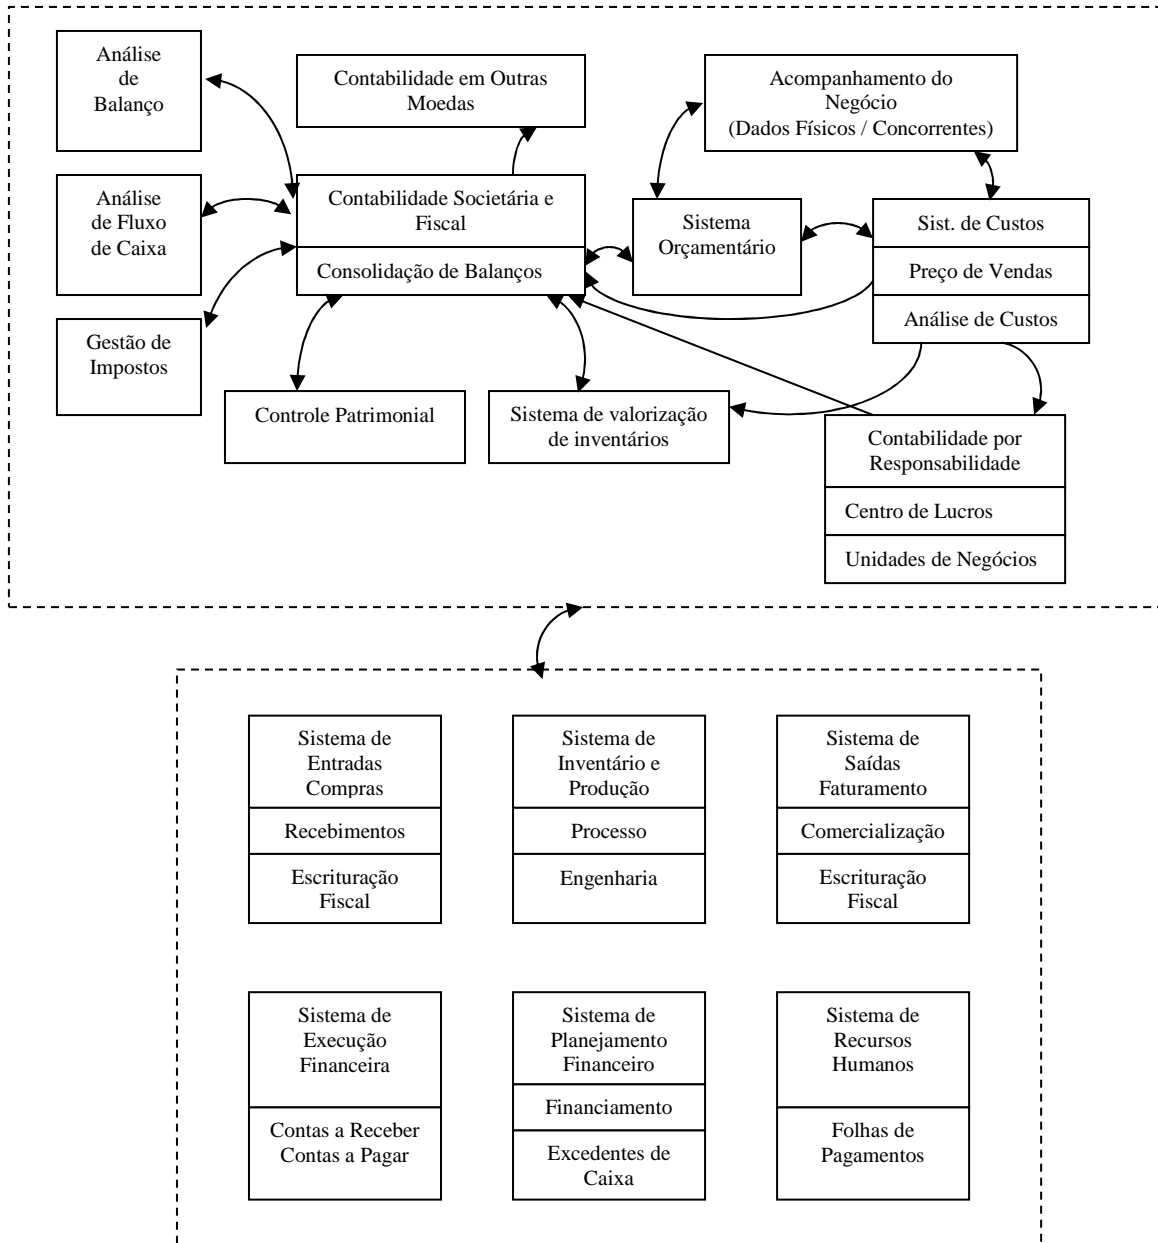 Análise
de
Balanço
Contabilidade em Outras
Moedas
Acompanhamento do
Negócio
(Dados Físicos / Concorrentes)
Análise
de Fluxo
de Caixa
Contabilidade Societária e
Fiscal
Consolidação de Balanços
Sistema
Orçamentário
Sist. de Custos
Preço de Vendas
Análise de Custos
Gestão de
Impostos
Controle Patrimonial
Sistema de valorização
de inventários
Contabilidade por
Responsabilidade
Centro de Lucros
Unidades de Negócios
Sistema de
Entradas
Compras
Recebimentos
Escrituração
Fiscal
Sistema de
Inventário e
Produção
Processo
Engenharia
Sistema de
Saídas
Faturamento
Comercialização
Escrituração
Fiscal
Sistema de
Execução
Financeira
Contas a Receber
Contas a Pagar
Sistema de
Planejamento
Financeiro
Financiamento
Excedentes de
Caixa
Sistema de
Recursos
Humanos
Folhas de
Pagamentos